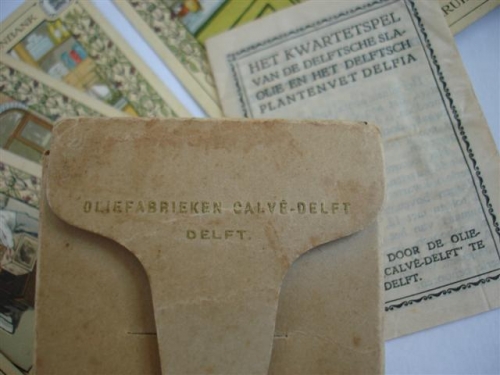 HET KWARTETSPEL
VAN DE DELFTSCHE SLA-
OLIE EN HET DELFTSCH
PLANTENVET DELFIA
DOOR DE OLIE-
CALVÉ-DELFT" TE
DELFT.
OLIEFABRIEKEN CALVÉ-DELFT
DELFT.